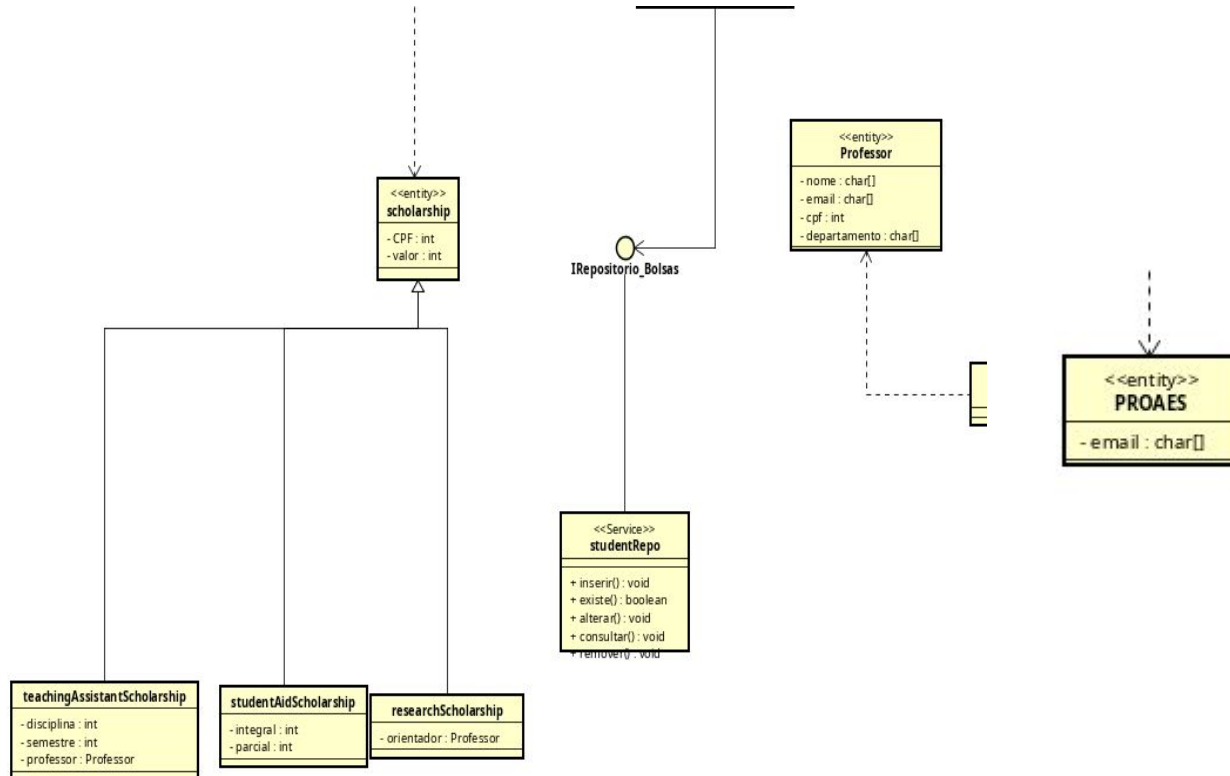 <<entity>>
scholarship
- CPF : int
- valor : int
<<entity>>
Professor
- nome : char[]
- email : char[]
- cpf : int
- departamento : char[]
IRepositorio_Bolsas
<<entity>>
PROAES
- email : char[]
<<Service>>
studentRepo
+ inserir() : void
+ existe() : boolean
+ alterar() : void
+ consultar() : void
+ remover() : void
teachingAssistantScholarship
- disciplina : int
- semestre : int
- professor : Professor
studentAidScholarship
- integral : int
- parcial : int
researchScholarship
- orientador : Professor